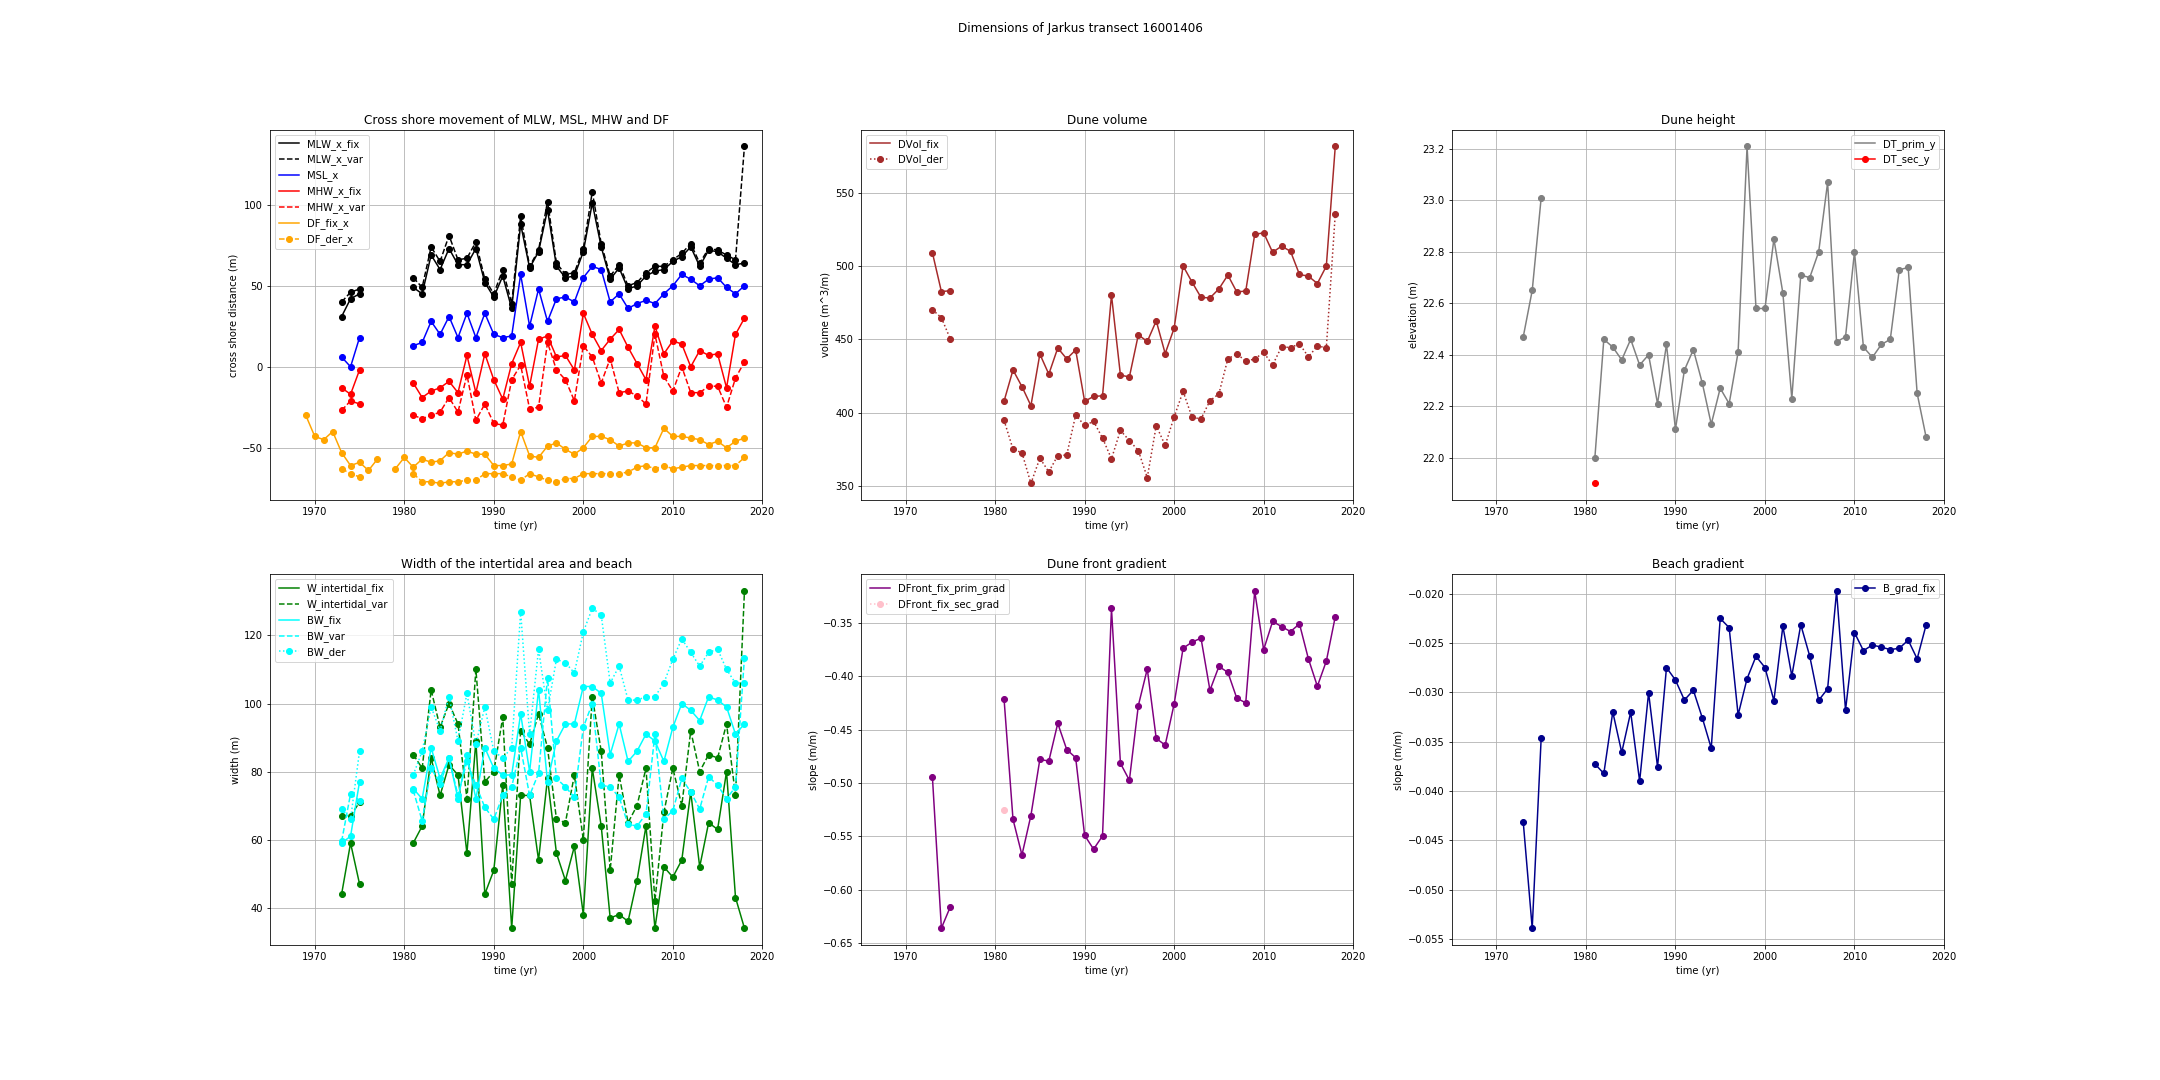 Dimensions of Jarkus transect 16001406
Cross shore movement of MLW, MSL, MHW and DF
MLW_x_fix
MLW_x_var
MSL_x
MHW_x_fix
MHW_x_var
DF_fix_x
DF_der_x
cross shore distance (m)
100
50
0
−50
1970 1980 1990 2000 2010 2020
time (yr)
Dune volume
DVol_fix
DVol_der
volume (m^3/m)
550
500
450
400
350
1970 1980 1990 2000 2010 2020
time (yr)
Dune height
DT_prim_y
DT_sec_y
elevation (m)
23.2
23.0
22.8
22.6
22.4
22.2
22.0
1970 1980 1990 2000 2010 2020
time (yr)
Width of the intertidal area and beach
W_intertidal_fix
W_intertidal_var
BW_fix
BW_var
BW_der
width (m)
120
100
80
60
40
1970 1980 1990 2000 2010 2020
time (yr)
Dune front gradient
DFront_fix_prim_grad
DFront_fix_sec_grad
slope (m/m)
−0.35
−0.40
−0.45
−0.50
−0.55
−0.60
−0.65
1970 1980 1990 2000 2010 2020
time (yr)
Beach gradient
B_grad_fix
slope (m/m)
−0.020
−0.025
−0.030
−0.035
−0.040
−0.045
−0.050
−0.055
1970 1980 1990 2000 2010 2020
time (yr)